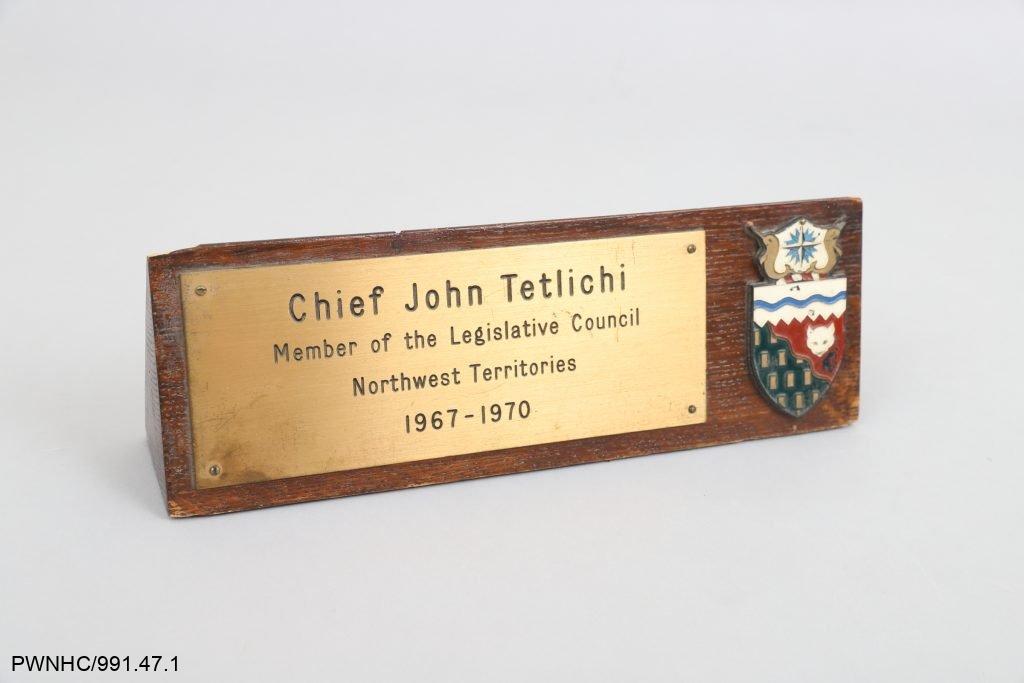 Chief John Tetlichi
Member of the Legislative Council
Northwest Territories
1967-1970
PWNHC/991.47.1